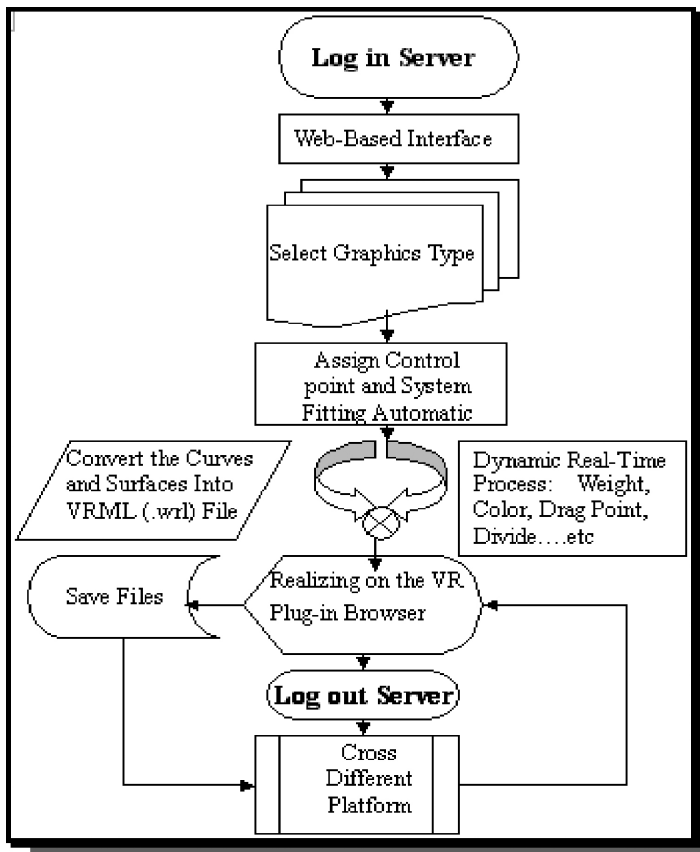 Log in Server
Web-Based Interface
Select Graphics Type
Assign Control
point and System
Fitting Automatic
Convert the Curves
and Surfaces Into
VRML (.wrl) File
Dynamic Real-Time
Process: Weight,
Color, Drag Point,
Divide....etc
Save Files
Realizing on the VR
Plug-in Browser
Log out Server
Cross
Different
Platform